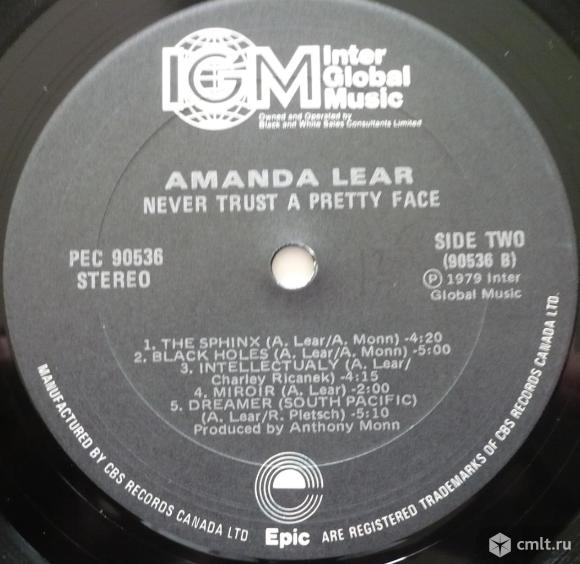 IGM Inter
Global
Music
Owned and Operated by
Black and White Sales Consultants Limited
AMANDA LEAR
NEVER TRUST A PRETTY FACE
PEC 90536
STEREO
SIDE TWO
(90536 B)
Ⓟ 1979 Inter
Global Music
1. THE SPHINX (A. Lear/A. Monn) -4:20
2. BLACK HOLES (A. Lear/A. Monn) -5:00
3. INTELLECTUALY (A. Lear/
Charley Ricanek) -4:15
4. MIROIR (A. Lear) -2:00
5. DREAMER (SOUTH PACIFIC)
(A. Lear/R. Pletsch) -5:10
Produced by Anthony Monn
MANUFACTURED BY CBS RECORDS CANADA LTD
Epic ARE REGISTERED TRADEMARKS OF CBS RECORDS CANADA LTD.
cmlt.ru